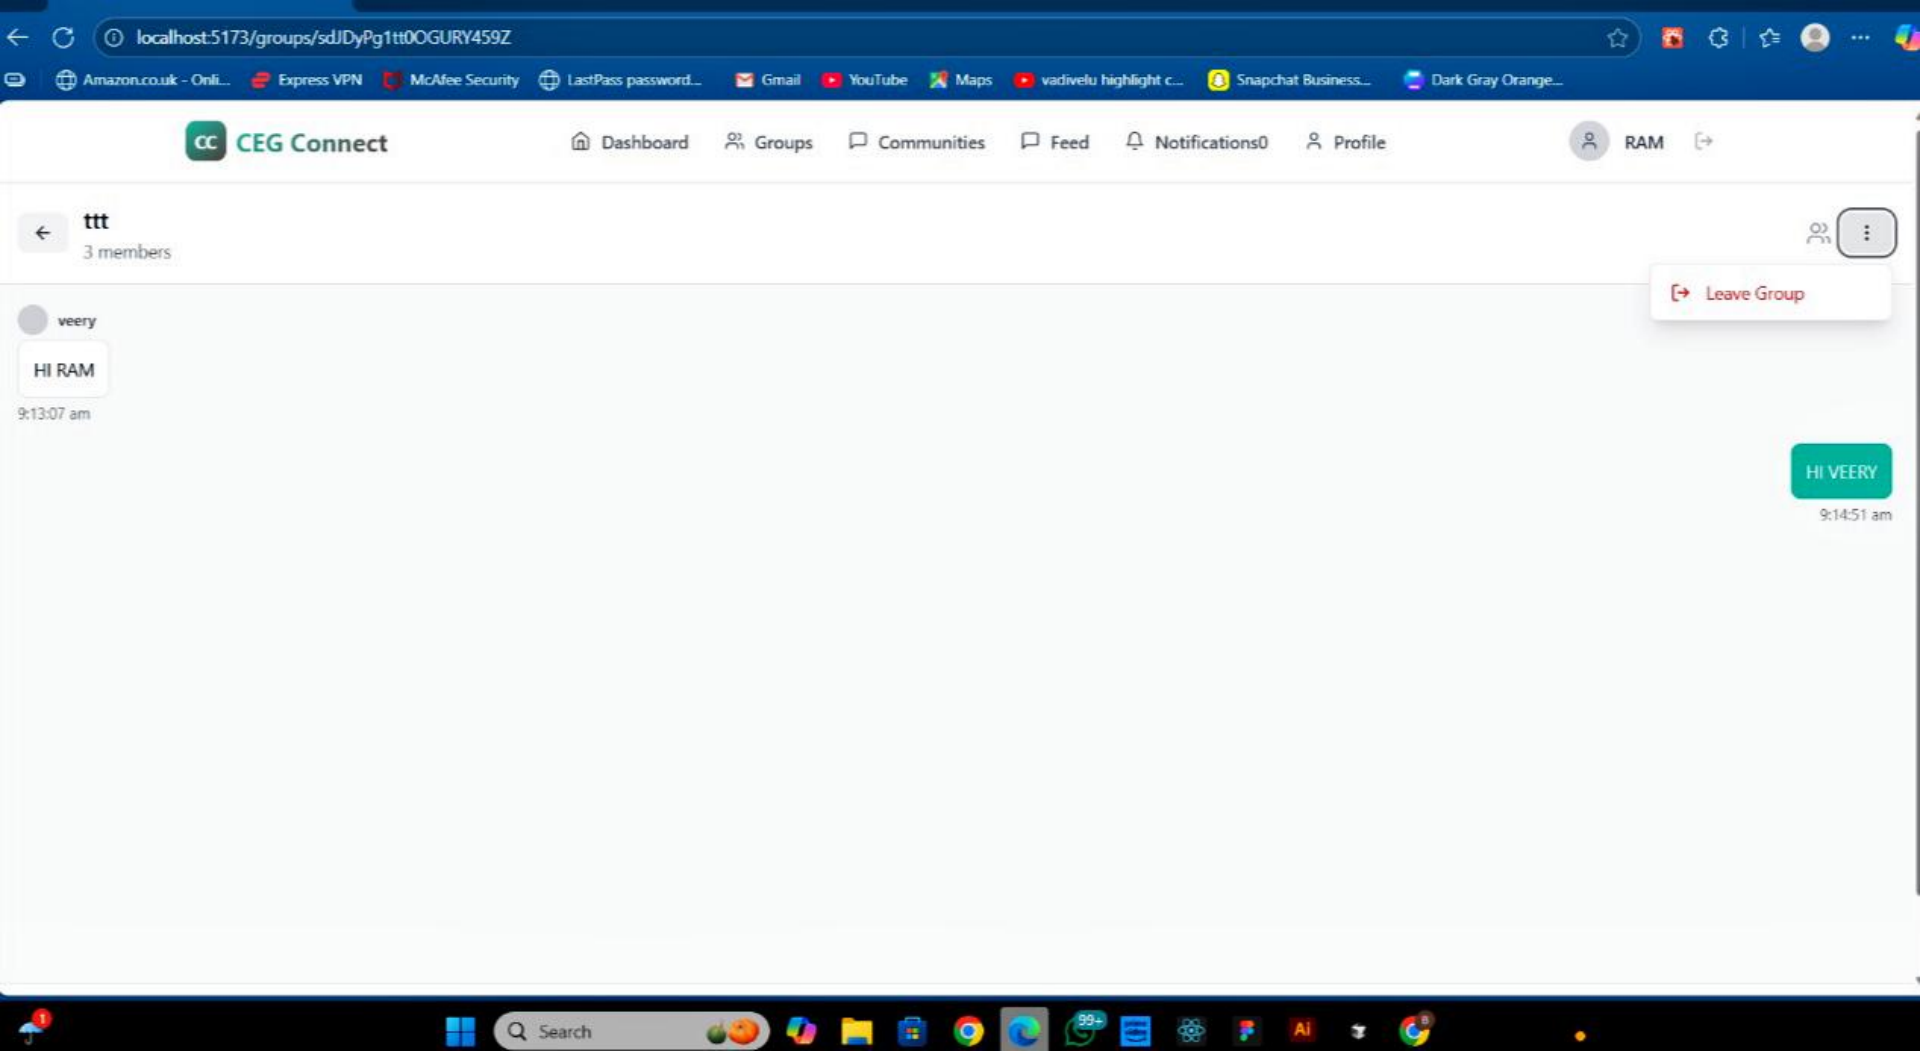 localhost:5173/groups/sdJDyPg1tt0OGURY459Z
Amazon.co.uk - Onli... Express VPN McAfee Security LastPass password... Gmail YouTube Maps vadivelu highlight c... Snapchat Business... Dark Gray Orange...
CC CEG Connect Dashboard Groups Communities Feed Notifications0 Profile RAM
ttt
3 members
Leave Group
veery
HI RAM
9:13:07 am
HI VEERY
9:14:51 am
1 Search 99+ Ai